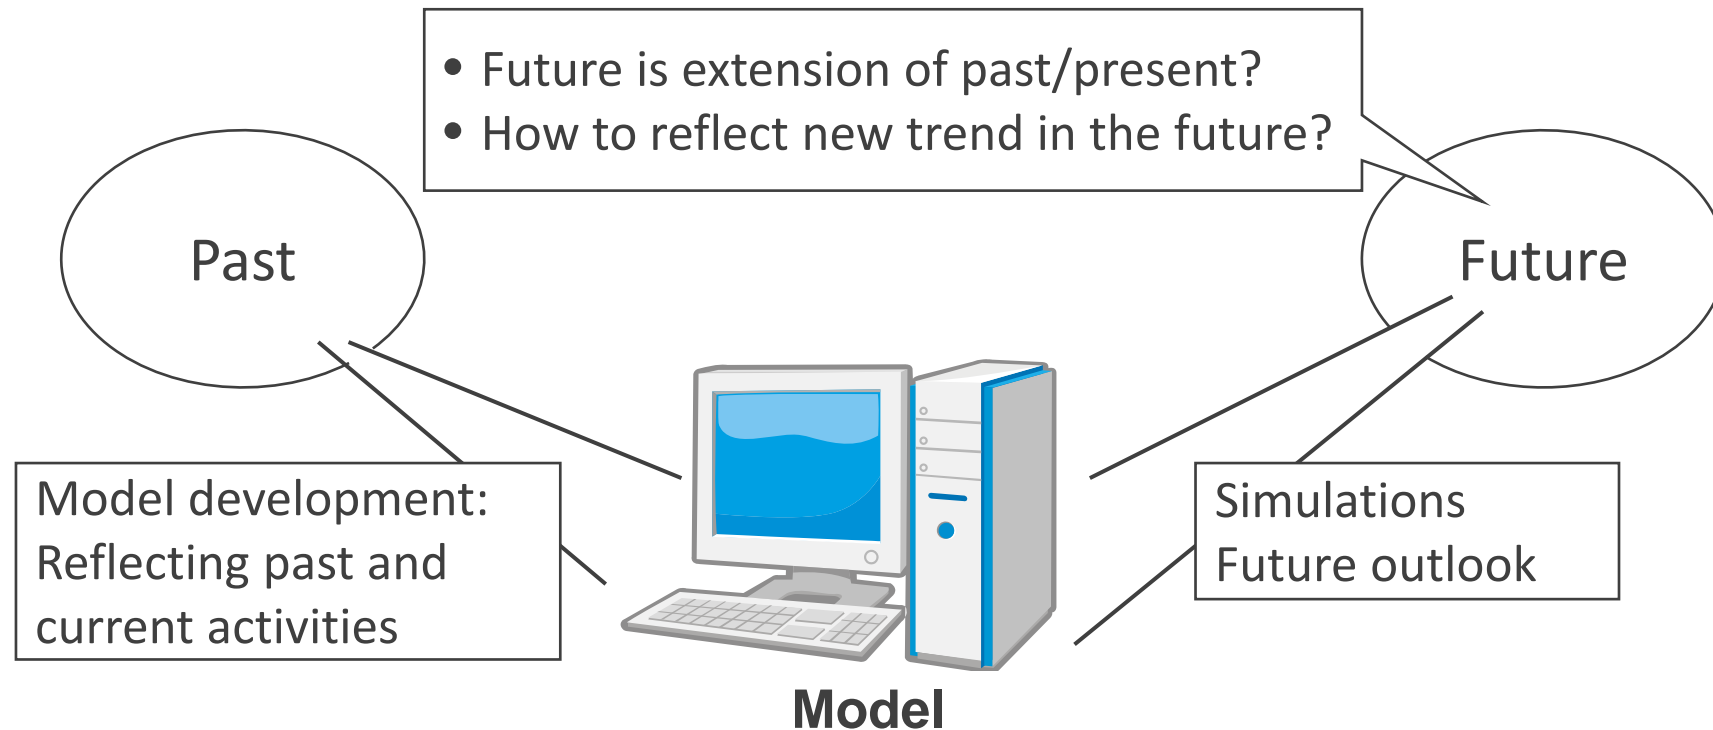 • Future is extension of past/present?
• How to reflect new trend in the future?
Past
Future
Model development:
Reflecting past and
current activities
Simulations
Future outlook
Model